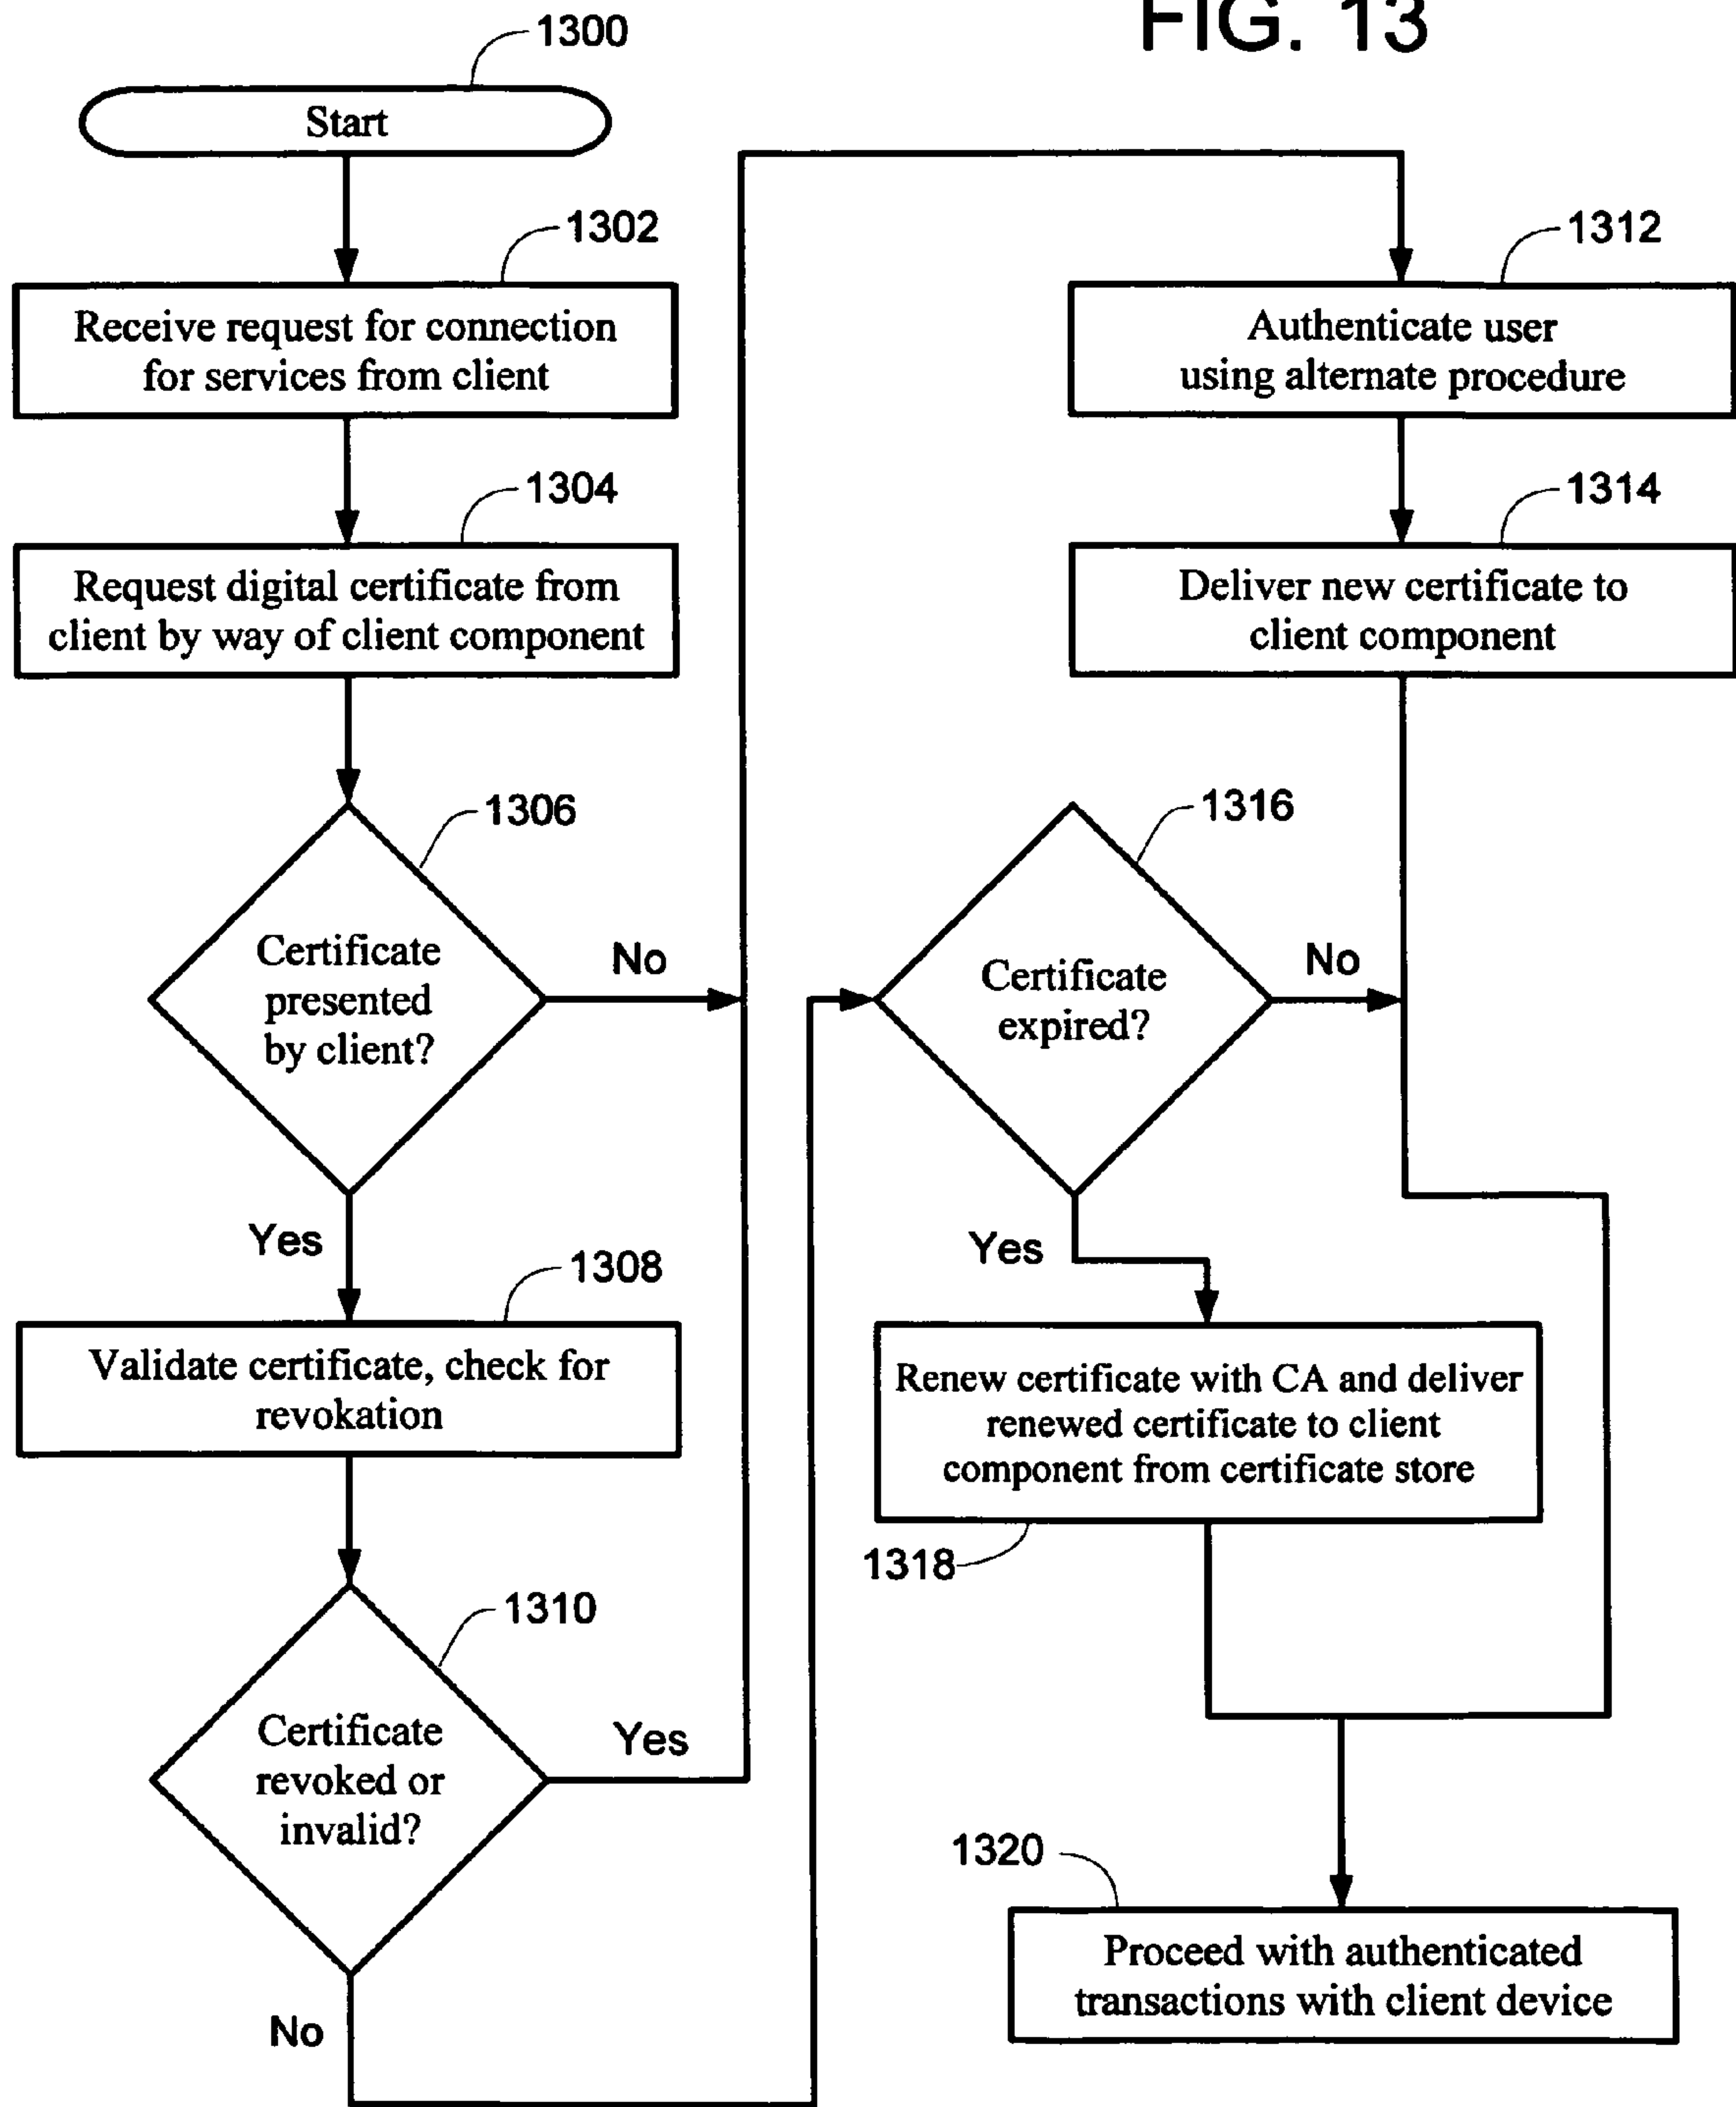 FIG. 13
1300
Start
1302
Receive request for connection
for services from client
1304
Request digital certificate from
client by way of client component
1306
Certificate
presented
by client?
No
Yes
1308
Validate certificate, check for
revokation
1310
Certificate
revoked or
invalid?
Yes
No
1312
Authenticate user
using alternate procedure
1314
Deliver new certificate to
client component
1316
Certificate
expired?
No
Yes
Renew certificate with CA and deliver
renewed certificate to client
component from certificate store
1318
1320
Proceed with authenticated
transactions with client device